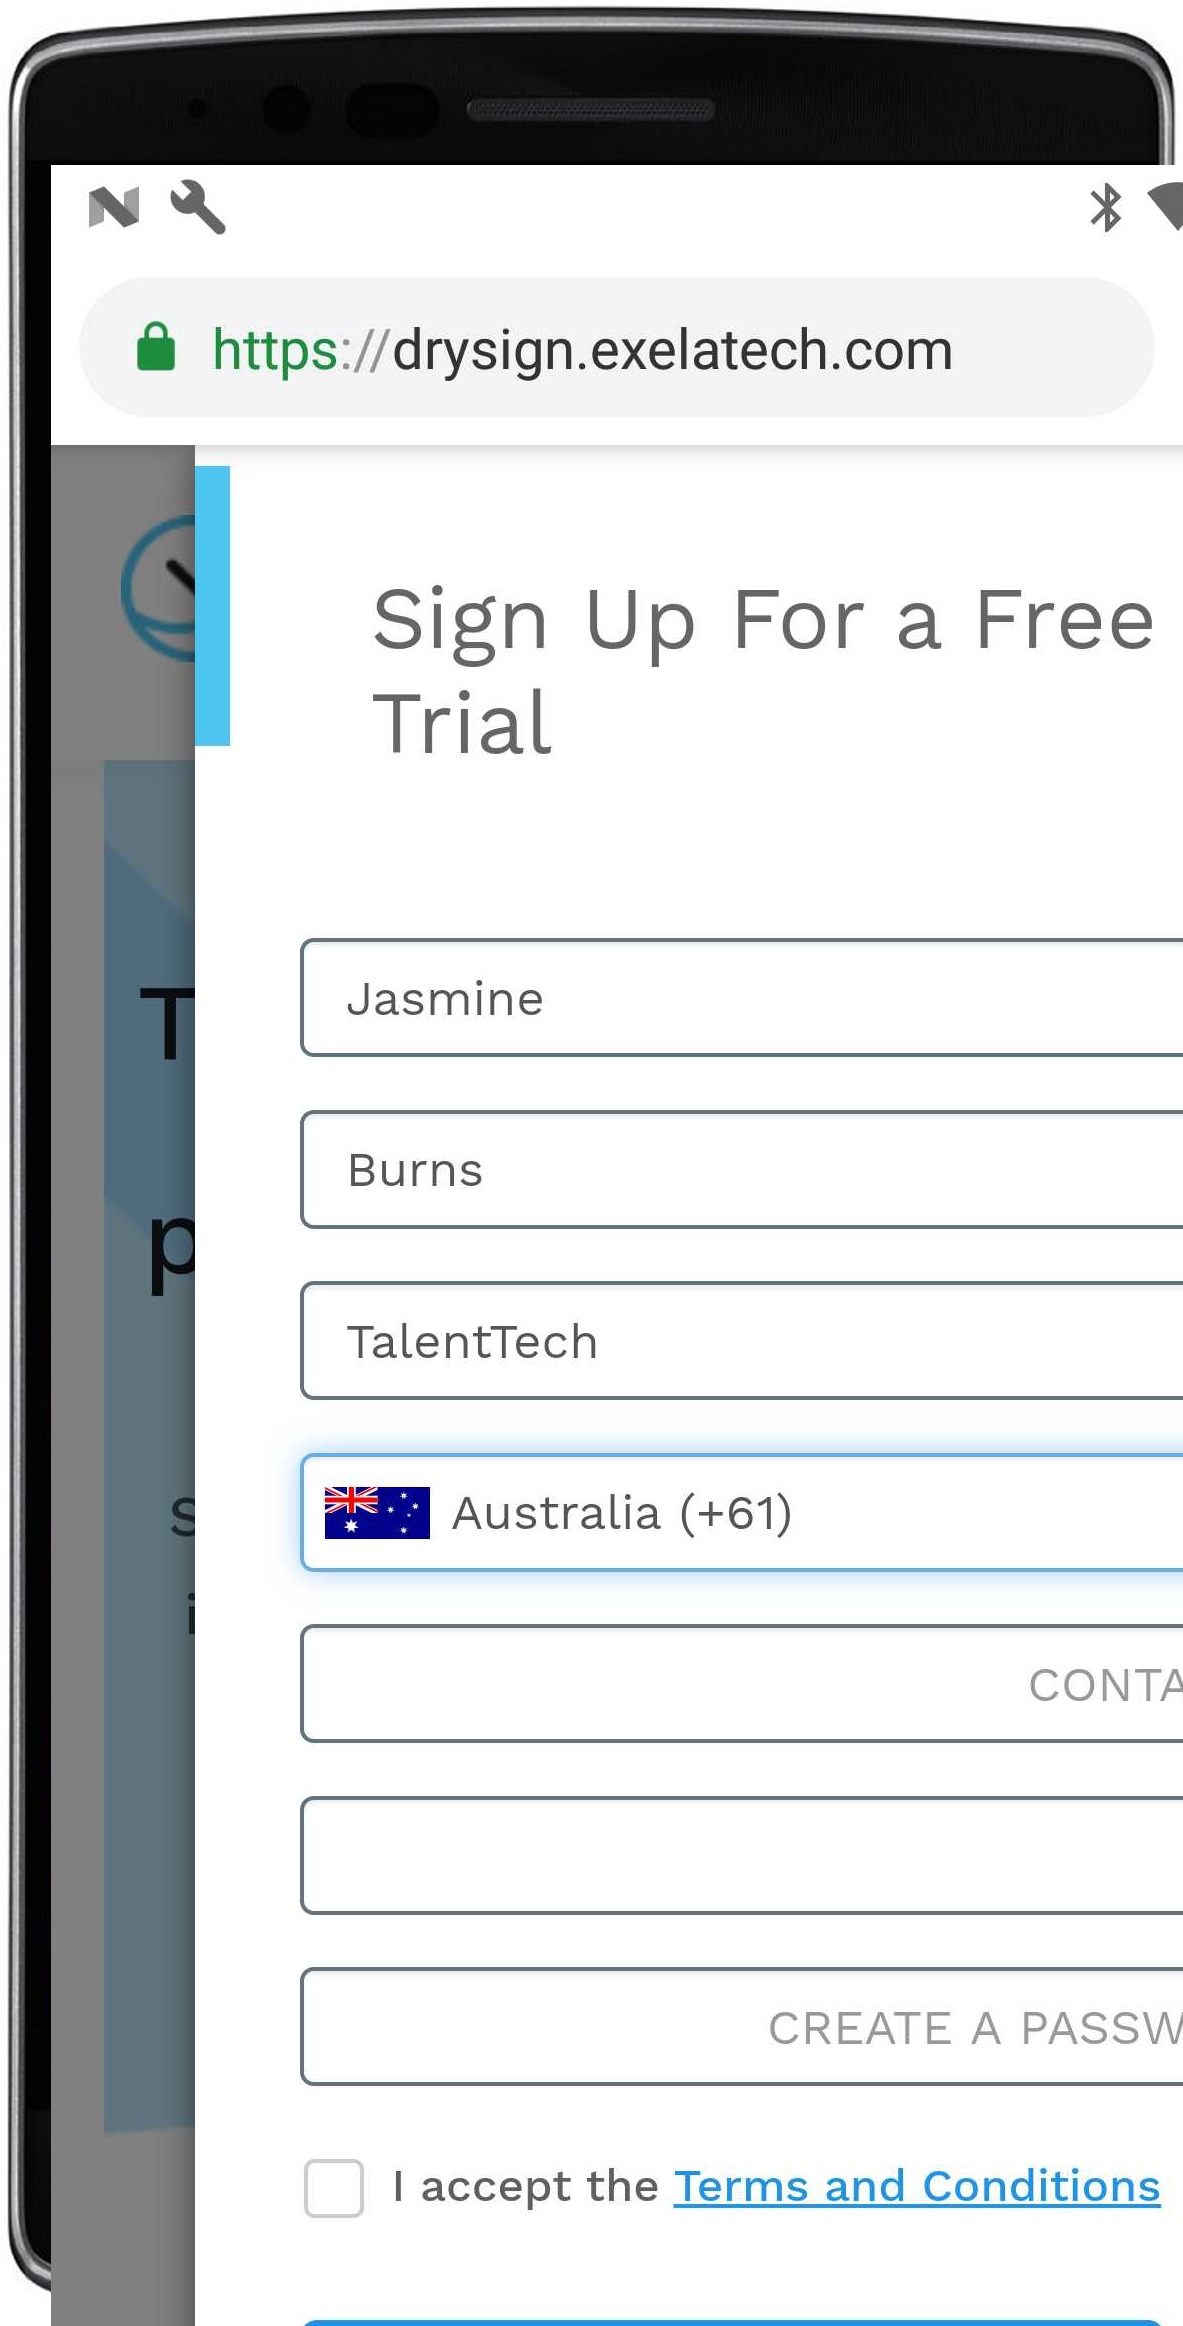 https://drysign.exelatech.com
Sign Up For a Free
Trial
Jasmine
Burns
TalentTech
Australia (+61)
CONTA
CREATE A PASSW
I accept the Terms and Conditions